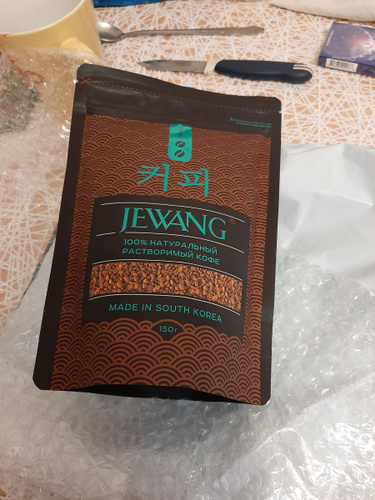 커피
JEWANG
100% НАТУРАЛЬНЫЙ
РАСТВОРИМЫЙ КОФЕ
MADE IN SOUTH KOREA
150г